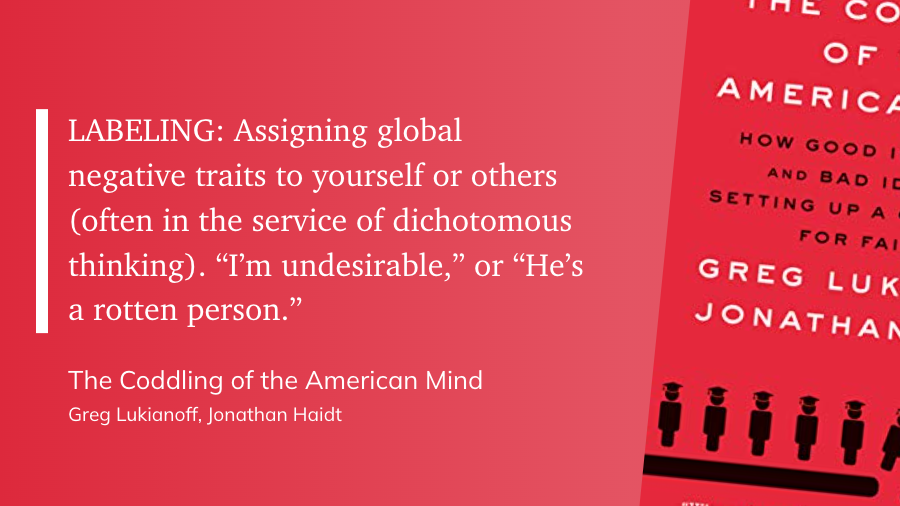 LABELING: Assigning global
negative traits to yourself or others
(often in the service of dichotomous
thinking). “I’m undesirable,” or “He’s
a rotten person.”
The Coddling of the American Mind
Greg Lukianoff, Jonathan Haidt
THE CO
OF
AMERICA
HOW GOOD I
AND BAD ID
SETTING UP A
FOR FAI
GREG LUK
JONATHAN